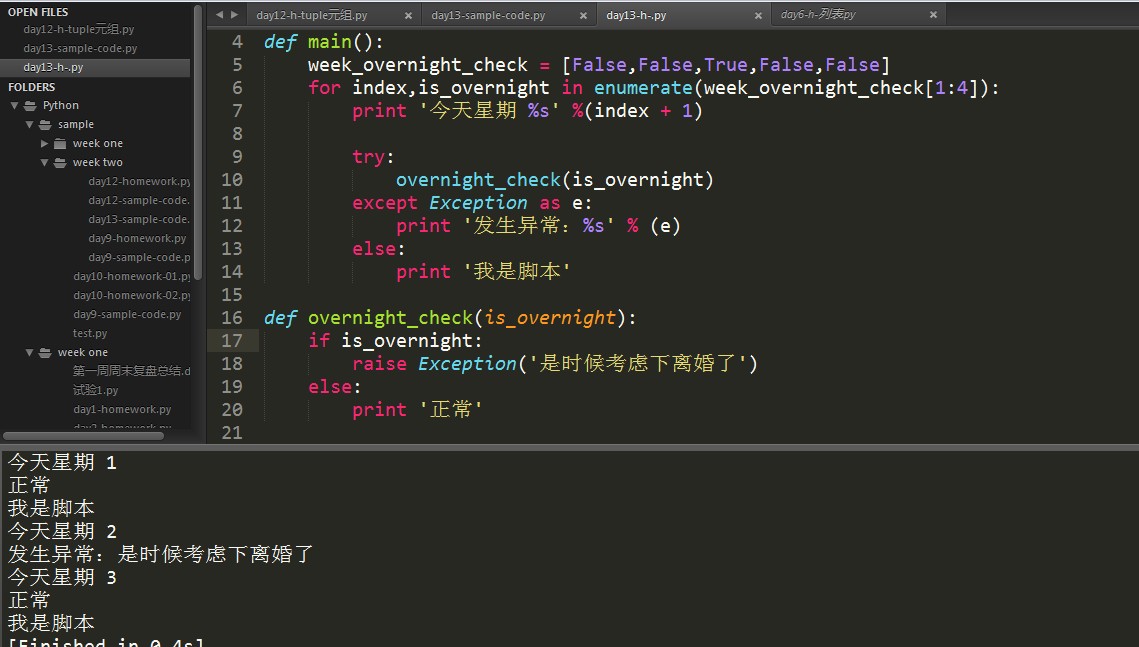 OPEN FILES
day12-h-tuple元组.py
day13-sample-code.py
day13-h-.py
FOLDERS
Python
sample
week one
week two
day12-homework.py
day12-sample-code.
day13-sample-code.
day9-homework.py
day9-sample-code.p
day10-homework-01.py
day10-homework-02.py
day9-sample-code.py
test.py
week one
第一周周末复盘总结.d
试验1.py
day1-homework.py
day2-homework.py
day12-h-tuple元组.py × day13-sample-code.py × day13-h-.py × day6-h-列表py ×
4 def main():
5 week_overnight_check = [False,False,True,False,False]
6 for index,is_overnight in enumerate(week_overnight_check[1:4]):
7 print '今天星期 %s' %(index + 1)
8
9 try:
10 overnight_check(is_overnight)
11 except Exception as e:
12 print '发生异常：%s' % (e)
13 else:
14 print '我是脚本'
15
16 def overnight_check(is_overnight):
17 if is_overnight:
18 raise Exception('是时候考虑下离婚了')
19 else:
20 print '正常'
21
今天星期 1
正常
我是脚本
今天星期 2
发生异常：是时候考虑下离婚了
今天星期 3
正常
我是脚本
[Finished in 0.4s]